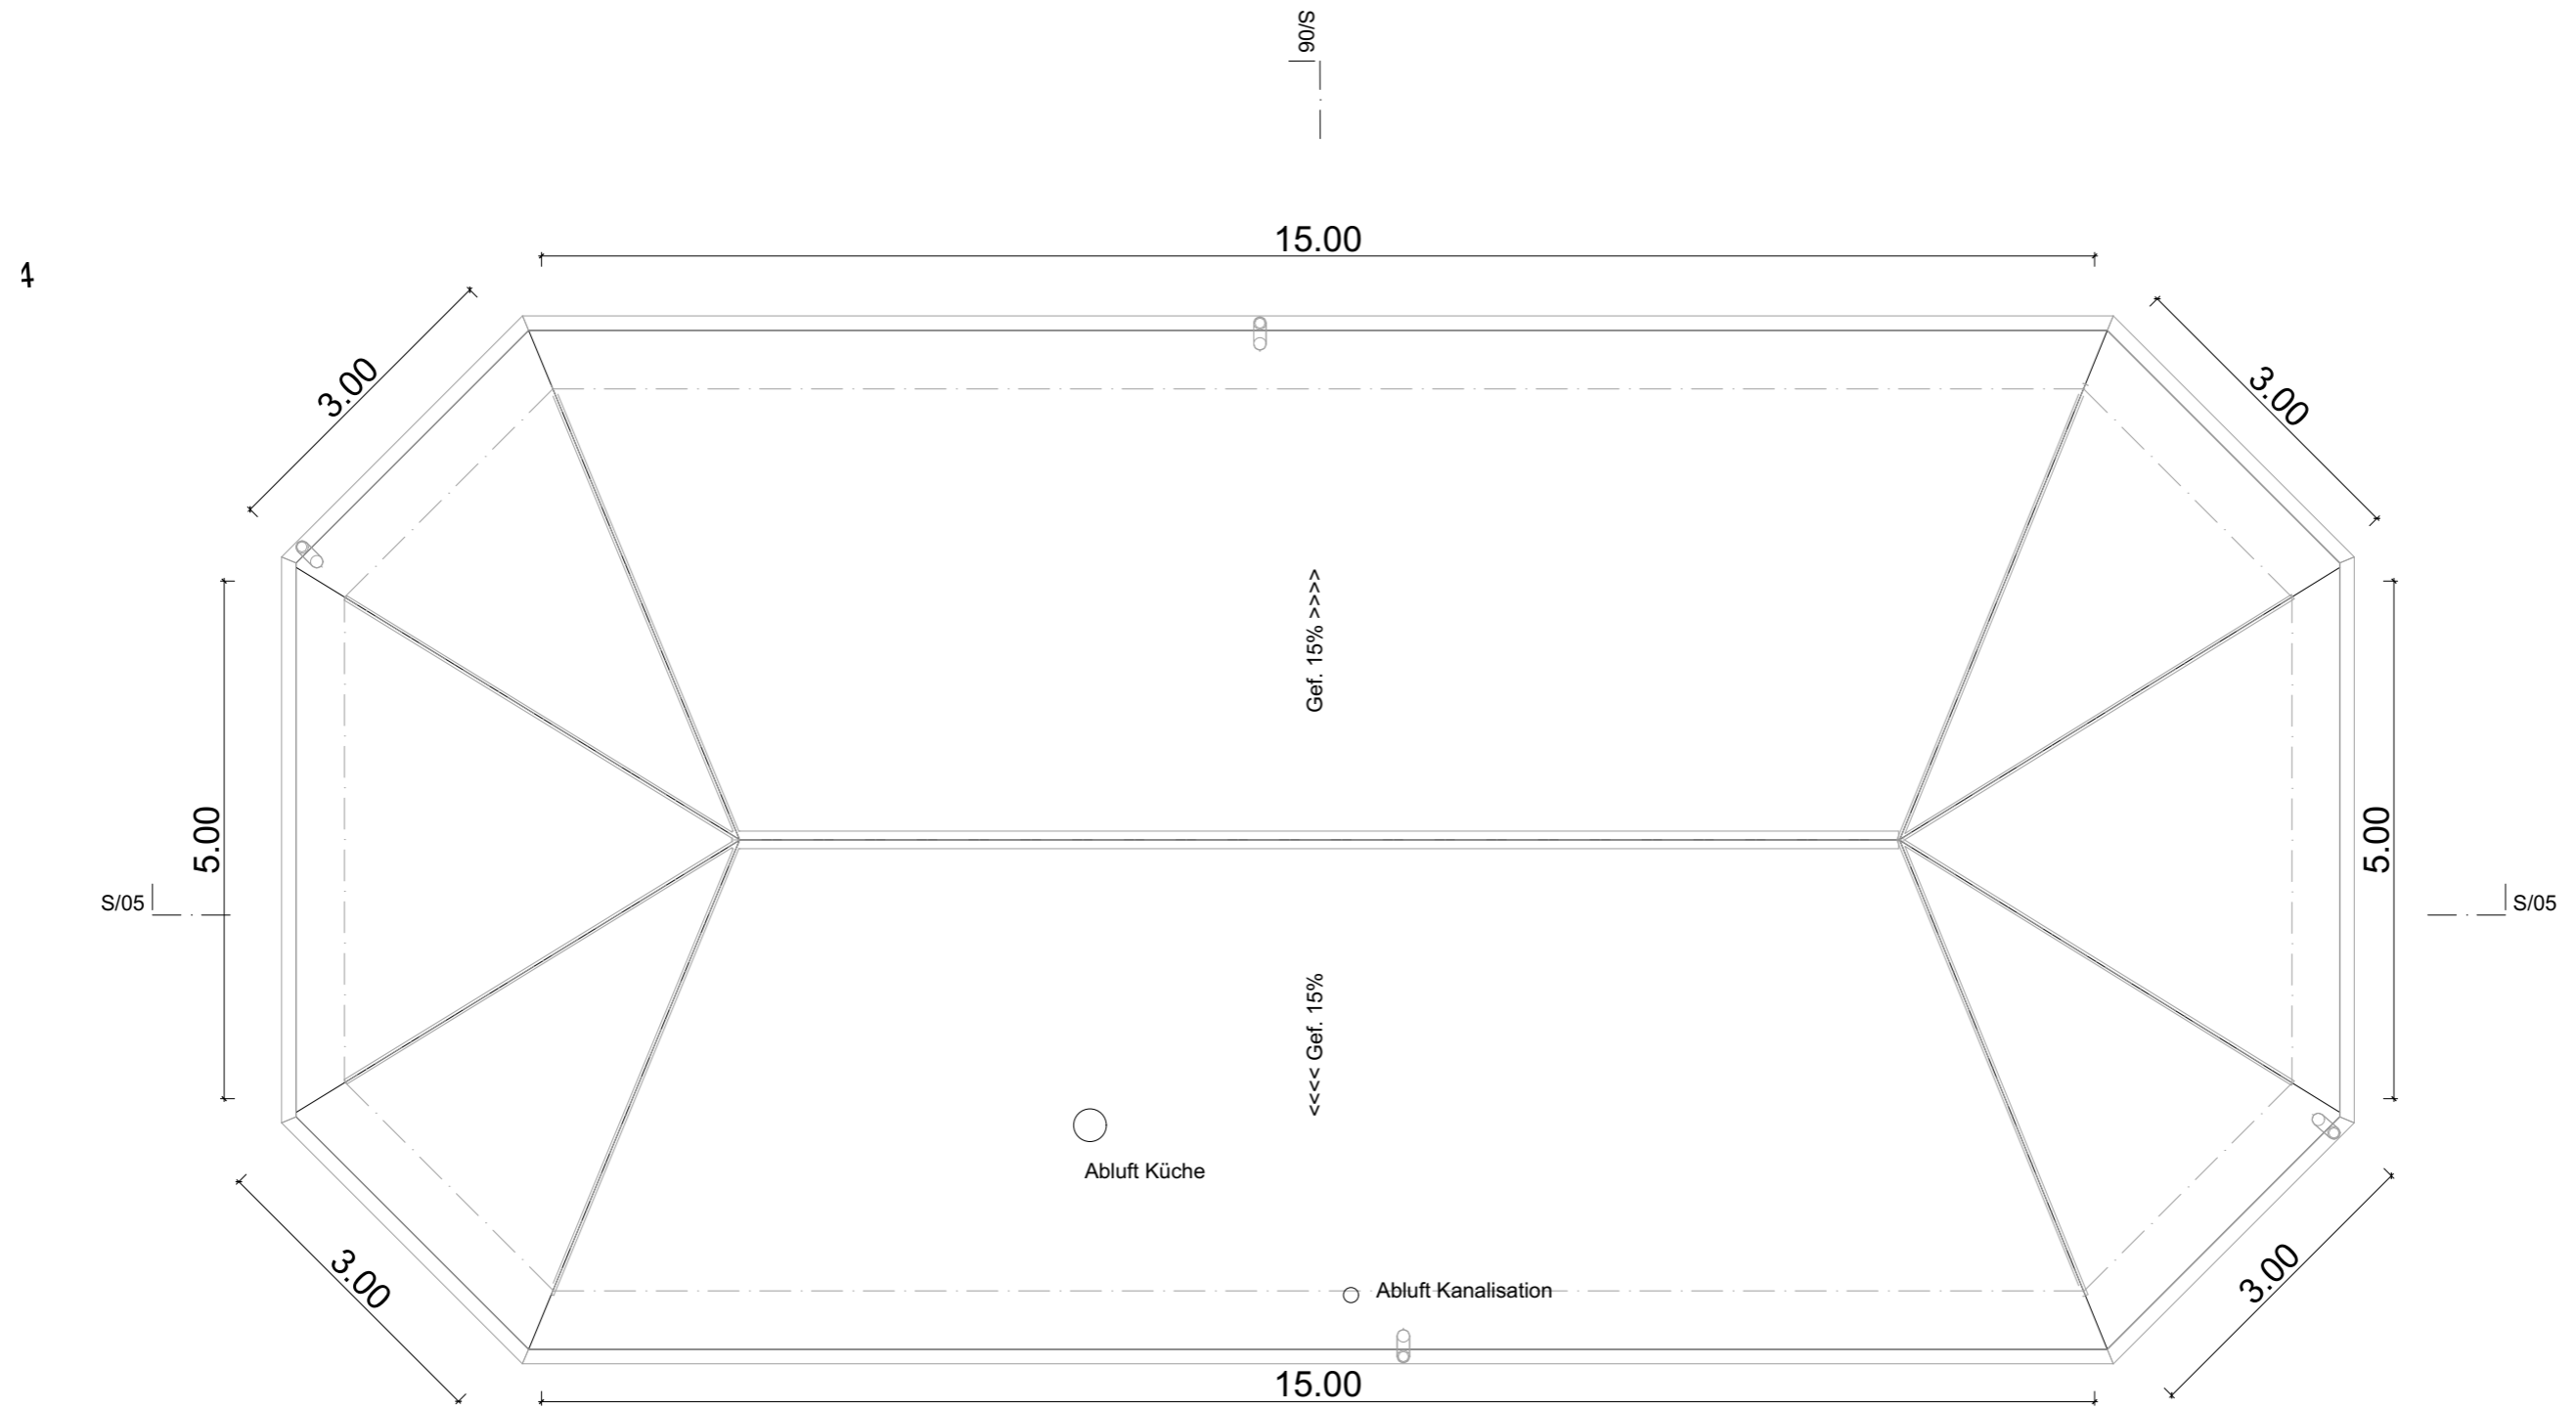 S/06
15.00
4
3.00
3.00
Gef. 15% >>>>
5.00
5.00
S/05
S/05
<<<< Gef. 15%
Abluft Küche
3.00
3.00
Abluft Kanalisation
15.00